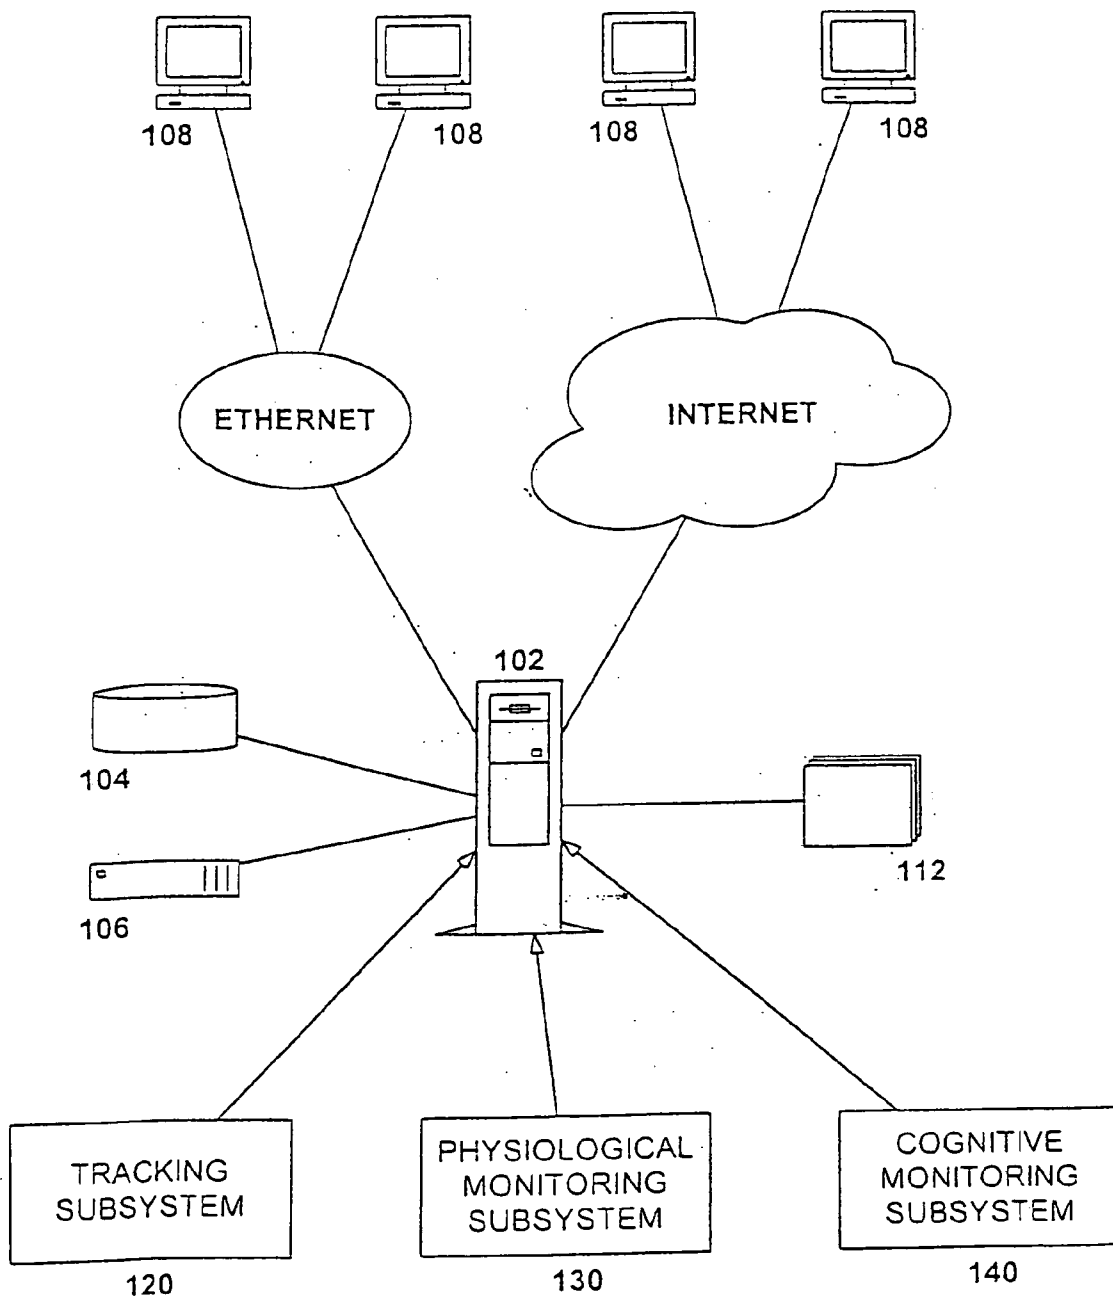 108
108
108
108
ETHERNET
INTERNET
102
104
112
106
TRACKING
SUBSYSTEM
PHYSIOLOGICAL
MONITORING
SUBSYSTEM
COGNITIVE
MONITORING
SUBSYSTEM
120
130
140